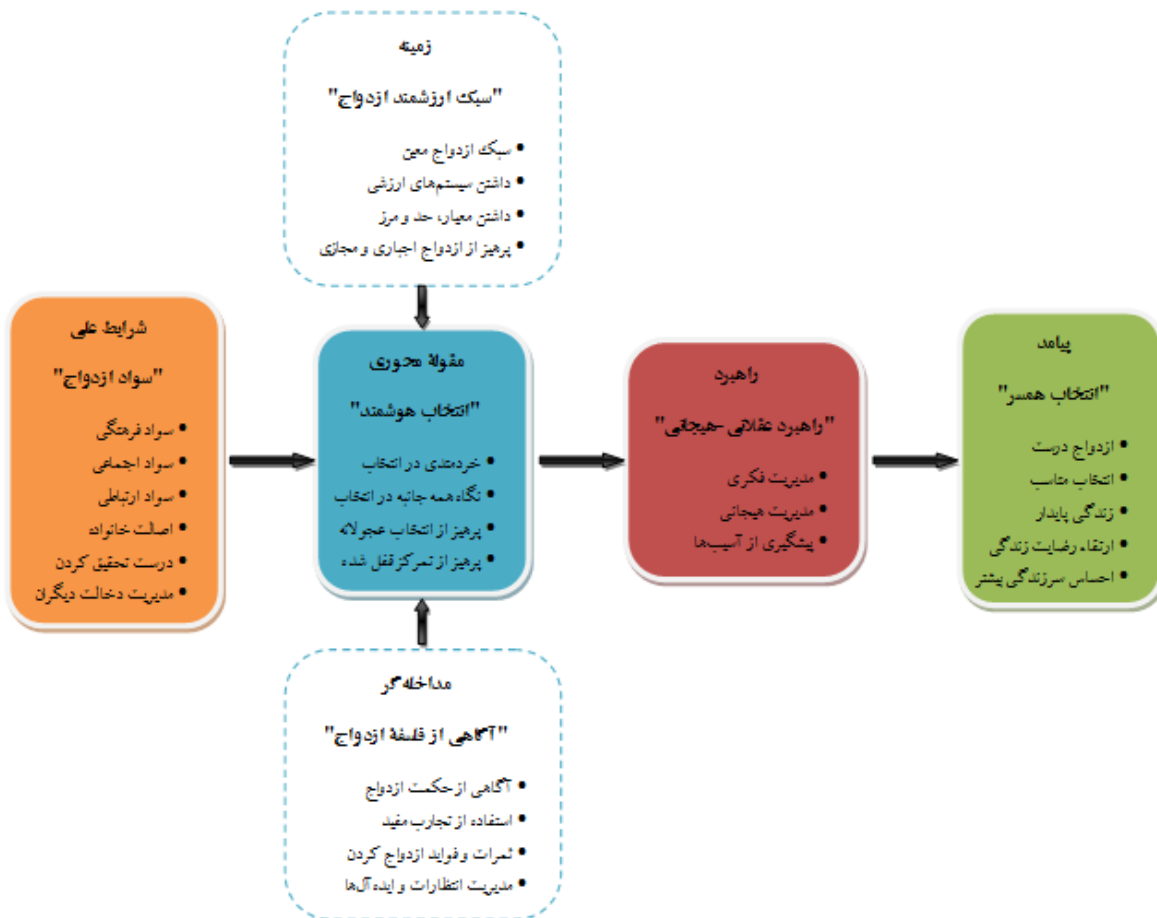 زمینه
"سبک ارزشمند ازدواج"
• سبک ازدواج معین
• داشتن سیستم‌های ارزشی
• داشتن معیار، حد و مرز
• پرهیز از ازدواج اجباری و مجازی
شرایط علی
"سواد ازدواج"
• سواد فرهنگی
• سواد اجتماعی
• سواد ارتباطی
• اصالت خانواده
• درست تحقیق کردن
• مدیریت دخالت دیگران
مقولۀ محوری
"انتخاب هوشمند"
• خردمندی در انتخاب
• نگاه همه جانبه در انتخاب
• پرهیز از انتخاب عجولانه
• پرهیز از تمرکز قفل شده
راهبرد
"راهبرد عقلانی-هیجانی"
• مدیریت فکری
• مدیریت هیجانی
• پیشگیری از آسیب‌ها
پیامد
"انتخاب همسر"
• ازدواج درست
• انتخاب مناسب
• زندگی پایدار
• ارتقاء رضایت زندگی
• احساس سرزندگی بیشتر
مداخله‌گر
"آگاهی از فلسفۀ ازدواج"
• آگاهی از حکمت ازدواج
• استفاده از تجارب مفید
• ثمرات و فواید ازدواج کردن
• مدیریت انتظارات و ایده آل‌ها